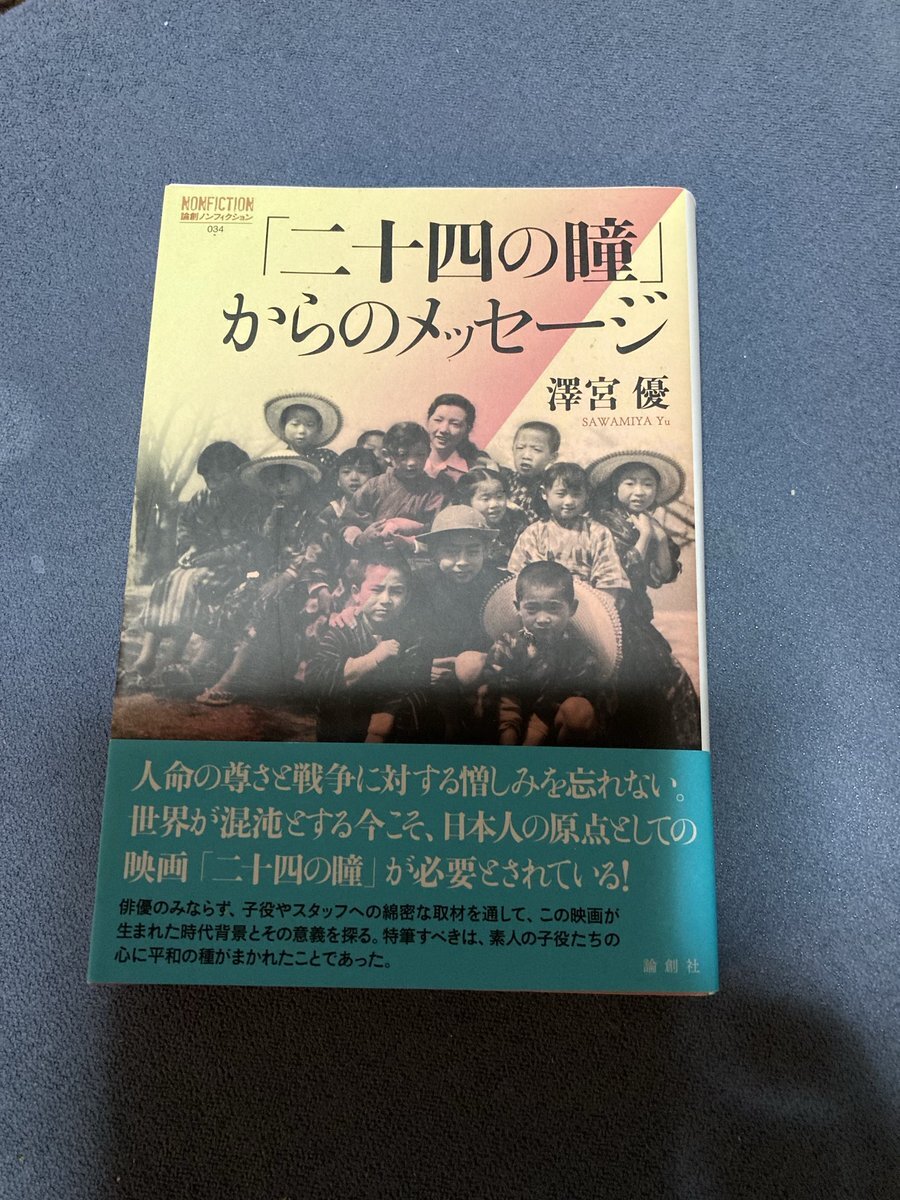 NONFICTION
論創ノンフィクション
034
「二十四の瞳」
からのメッセージ
澤宮 優
SAWAMIYA Yu
人命の尊さと戦争に対する憎しみを忘れない。
世界が混沌とする今こそ、日本人の原点としての
映画「二十四の瞳」が必要とされている!
俳優のみならず、子役やスタッフへの綿密な取材を通して、この映画が
生まれた時代背景とその意義を探る。特筆すべきは、素人の子役たちの
心に平和の種がまかれたことであった。
論創社